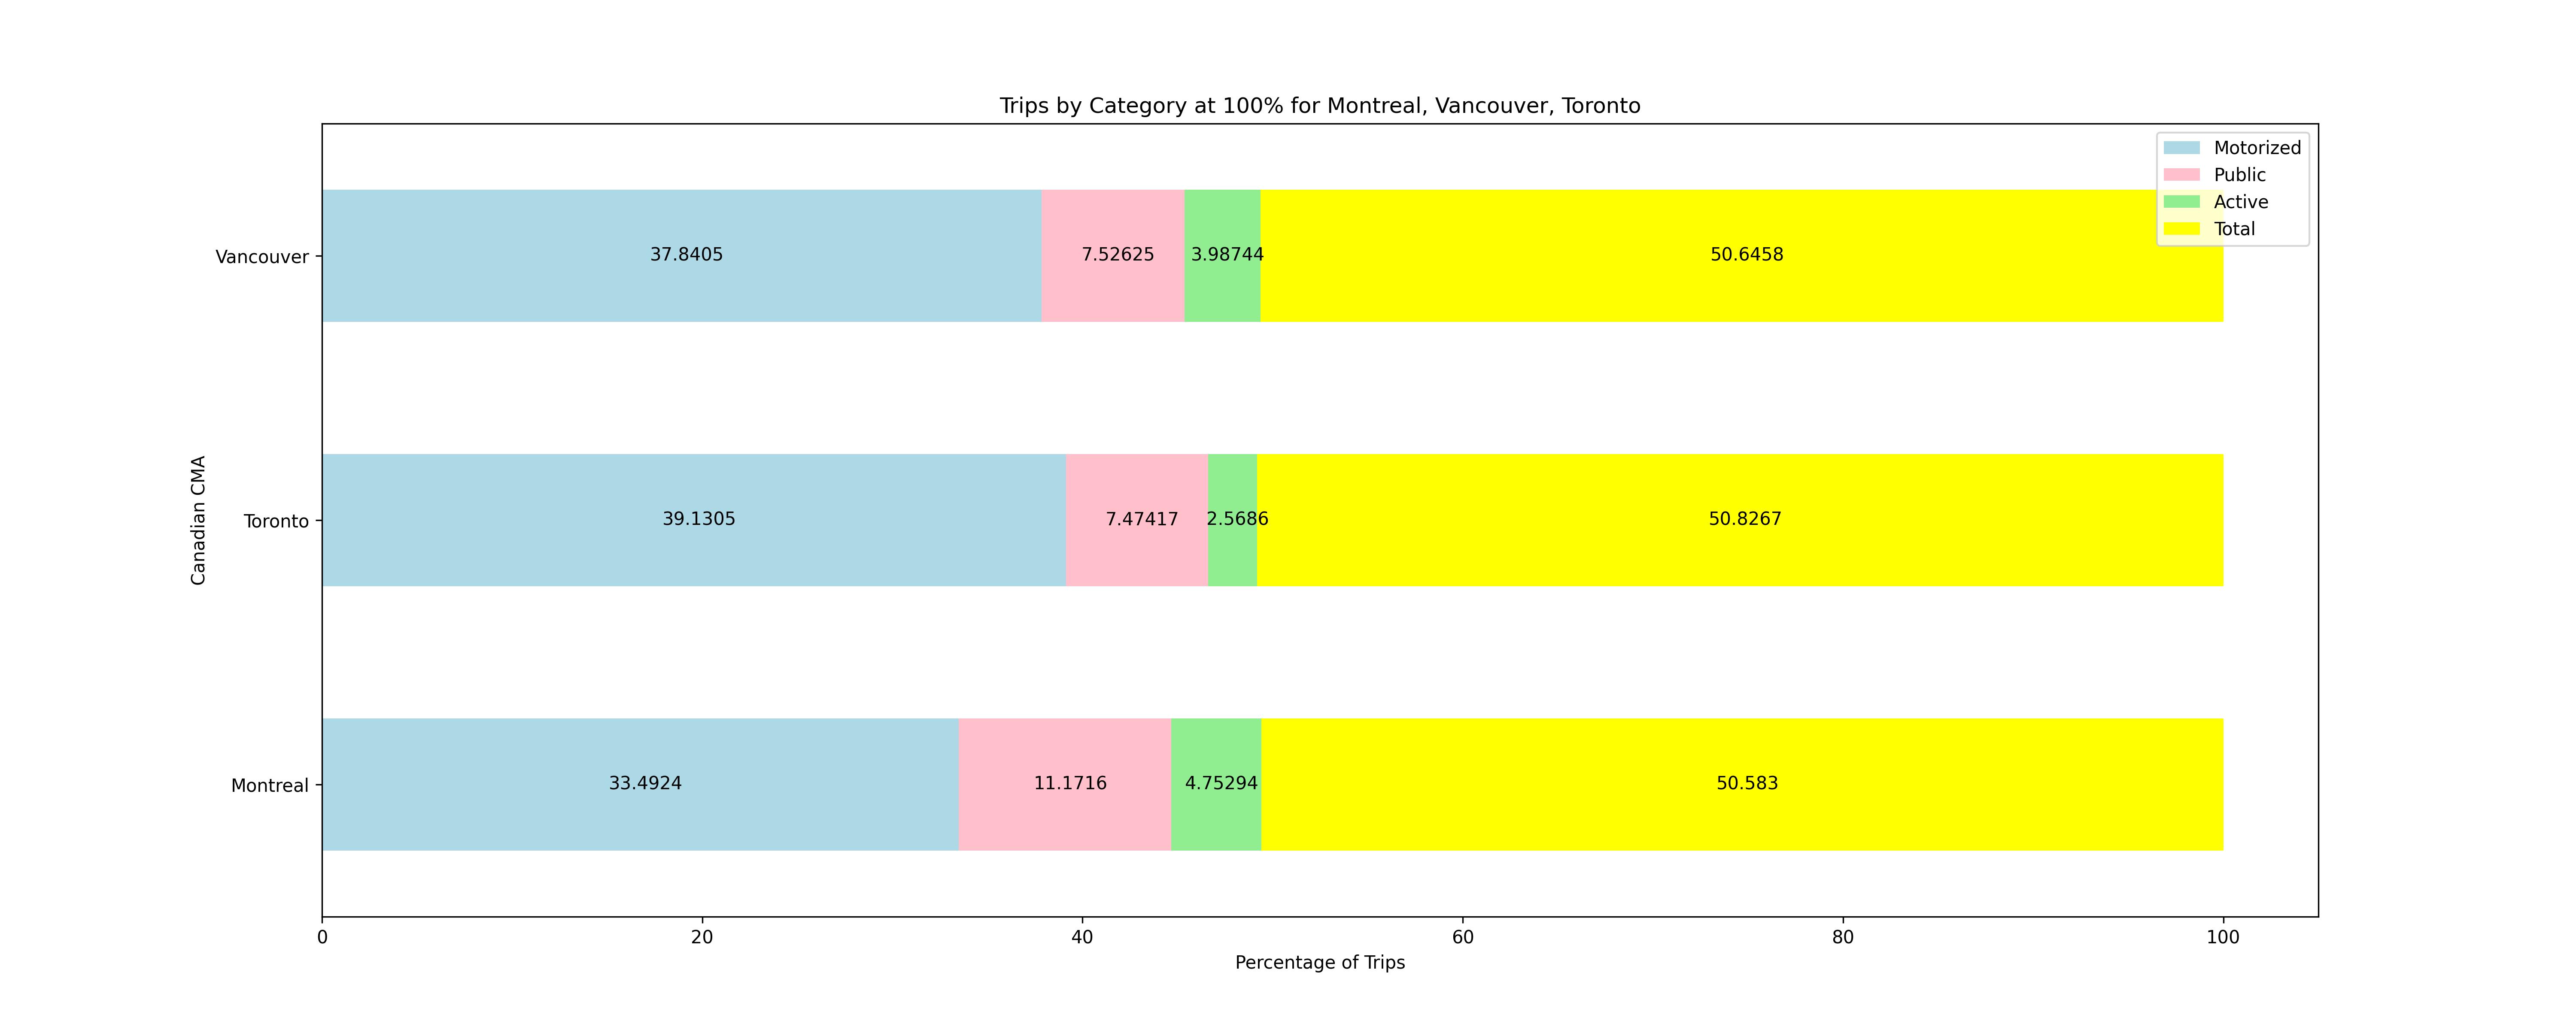 Trips by Category at 100% for Montreal, Vancouver, Toronto
Motorized
Public
Active
Total
Vancouver
37.8405
7.52625
3.98744
50.6458
Canadian CMA
Toronto
39.1305
7.47417
2.5686
50.8267
Montreal
33.4924
11.1716
4.75294
50.583
0
20
40
60
80
100
Percentage of Trips